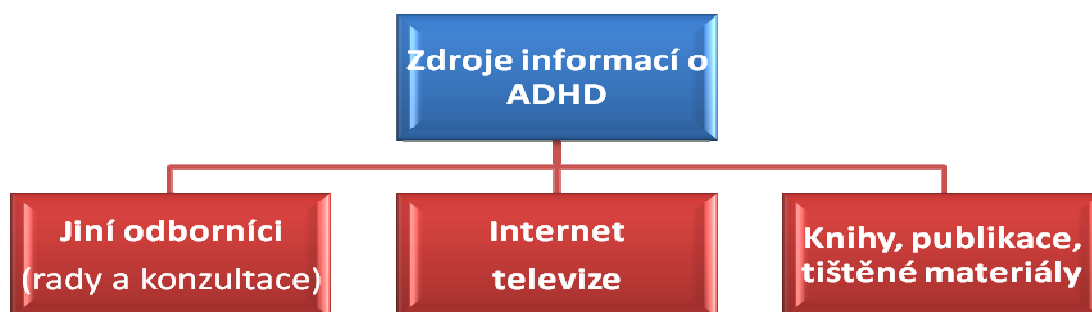 Zdroje informací o
ADHD
Jiní odborníci
(rady a konzultace)
Internet
televize
Knihy, publikace,
tištěné materiály